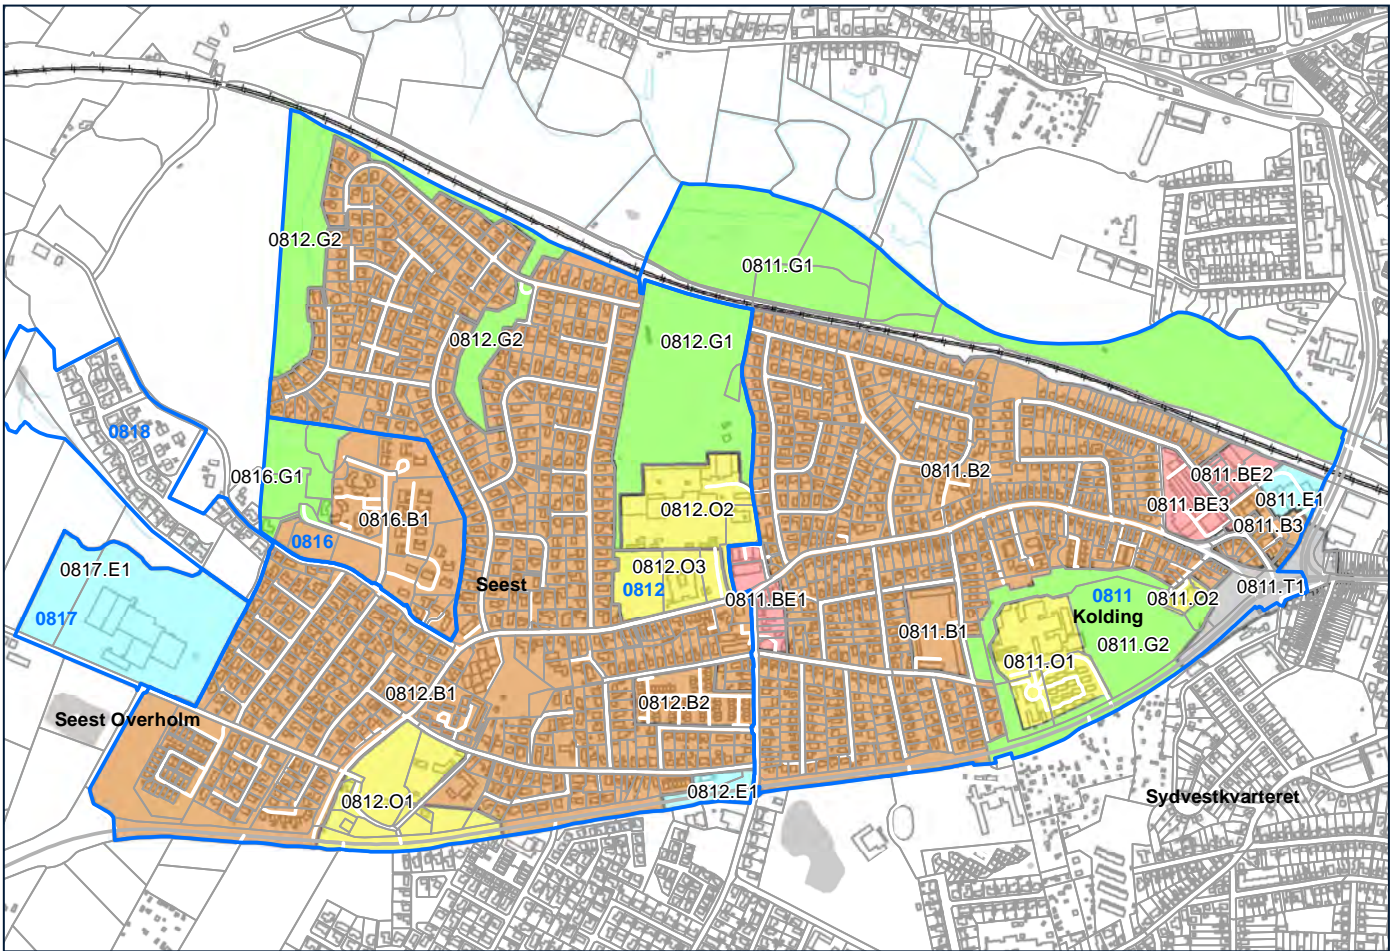 0812.G2
0811.G1
0812.G2
0812.G1
0818
0816.G1
0811.B2
0811.BE2
0811.E1
0811.BE3
0816.B1
0812.O2
0811.B3
0816
0817.E1
0812.O3
Seest
0812
0811.T1
0811.BE1
0811
0811.O2
0817
Kolding
0811.B1
0811.G2
0811.O1
0812.B1
0812.B2
Seest Overholm
0812.E1
0812.O1
Sydvestkvarteret